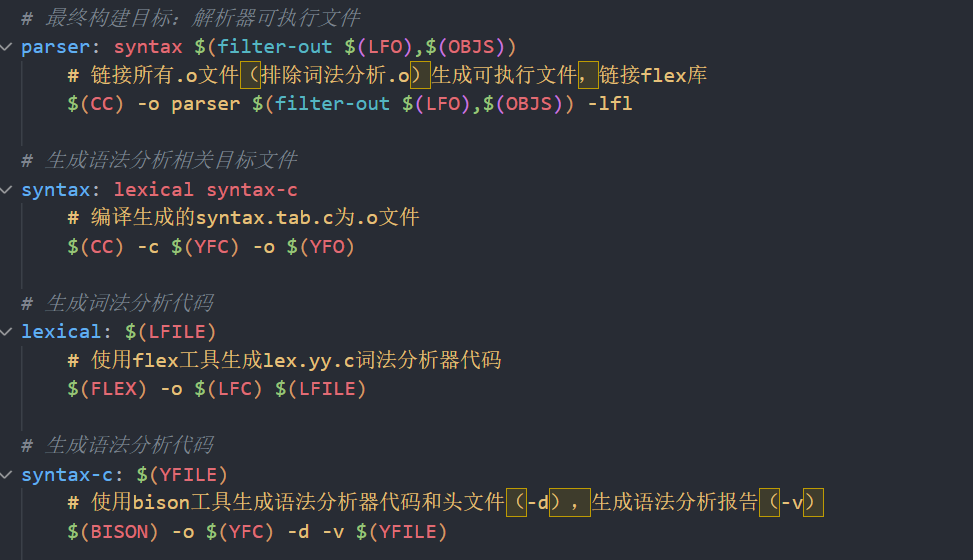 # 最终构建目标：解析器可执行文件
parser: syntax $(filter-out $(LFO),$(OBJS))
# 链接所有.o文件（排除词法分析.o）生成可执行文件，链接flex库
$(CC) -o parser $(filter-out $(LFO),$(OBJS)) -lfl
# 生成语法分析相关目标文件
syntax: lexical syntax-c
# 编译生成的syntax.tab.c为.o文件
$(CC) -c $(YFC) -o $(YFO)
# 生成词法分析代码
lexical: $(LFILE)
# 使用flex工具生成lex.yy.c词法分析器代码
$(FLEX) -o $(LFC) $(LFILE)
# 生成语法分析代码
syntax-c: $(YFILE)
# 使用bison工具生成语法分析器代码和头文件（-d），生成语法分析报告（-v）
$(BISON) -o $(YFC) -d -v $(YFILE)